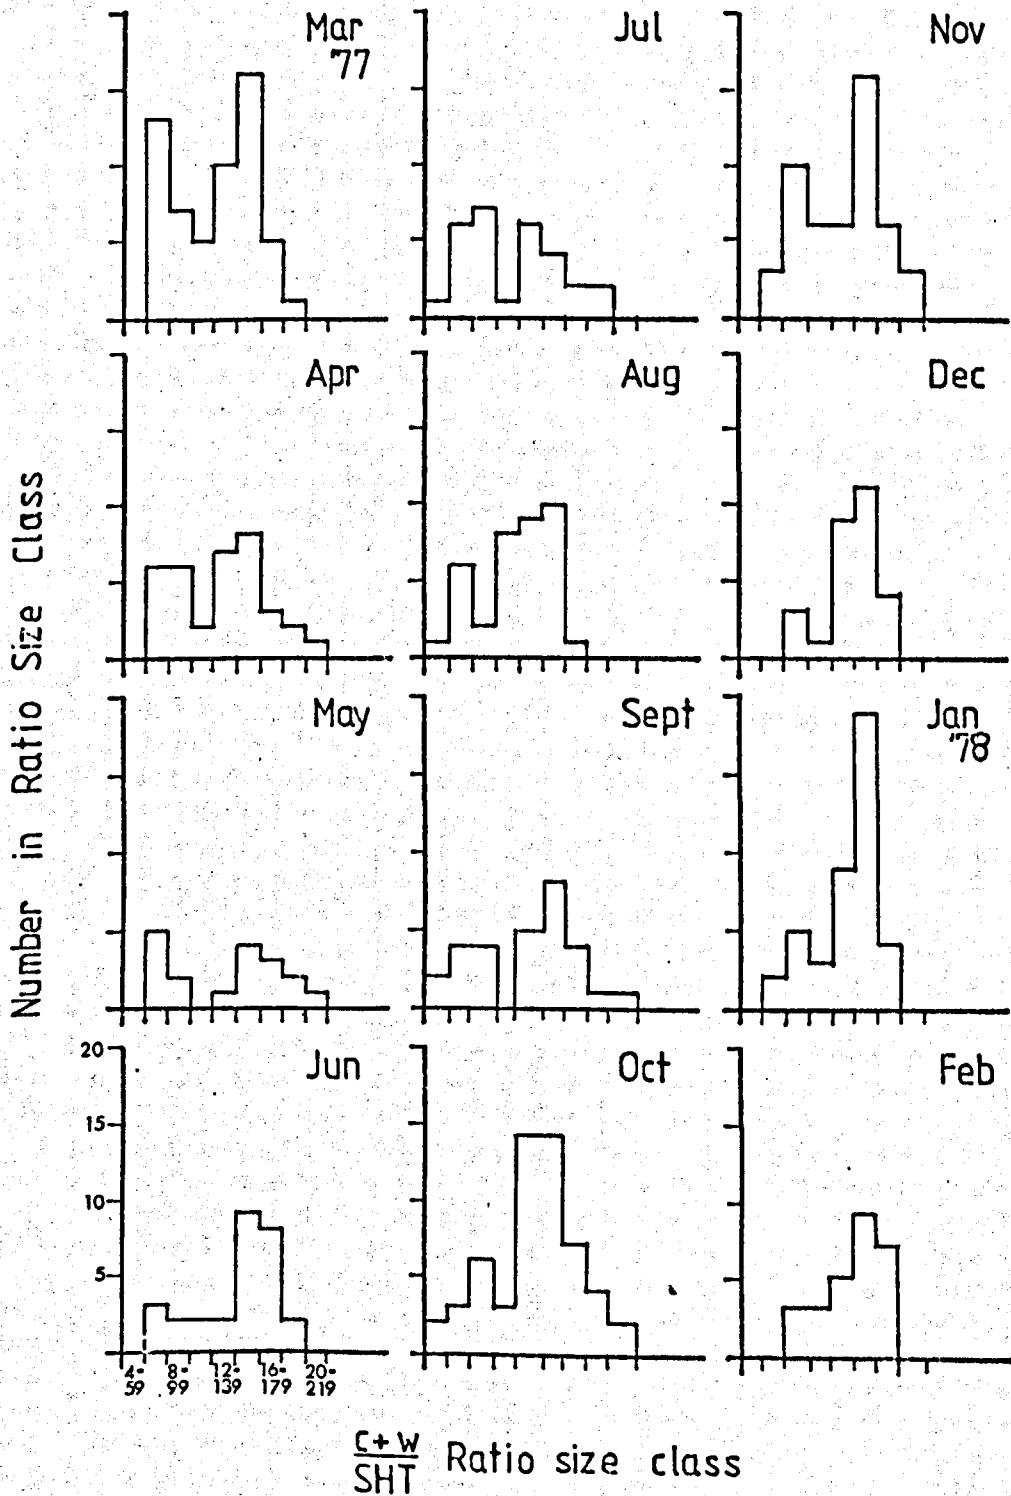 Mar
'77
Jul
Nov
Apr
Aug
Dec
May
Sept
Jan
'78
Jun
Oct
Feb
Number in Ratio Size Class
20
15
10
5
4- 8- 12- 16- 20-
59 99 139 179 219
C+W
SHT
Ratio size class